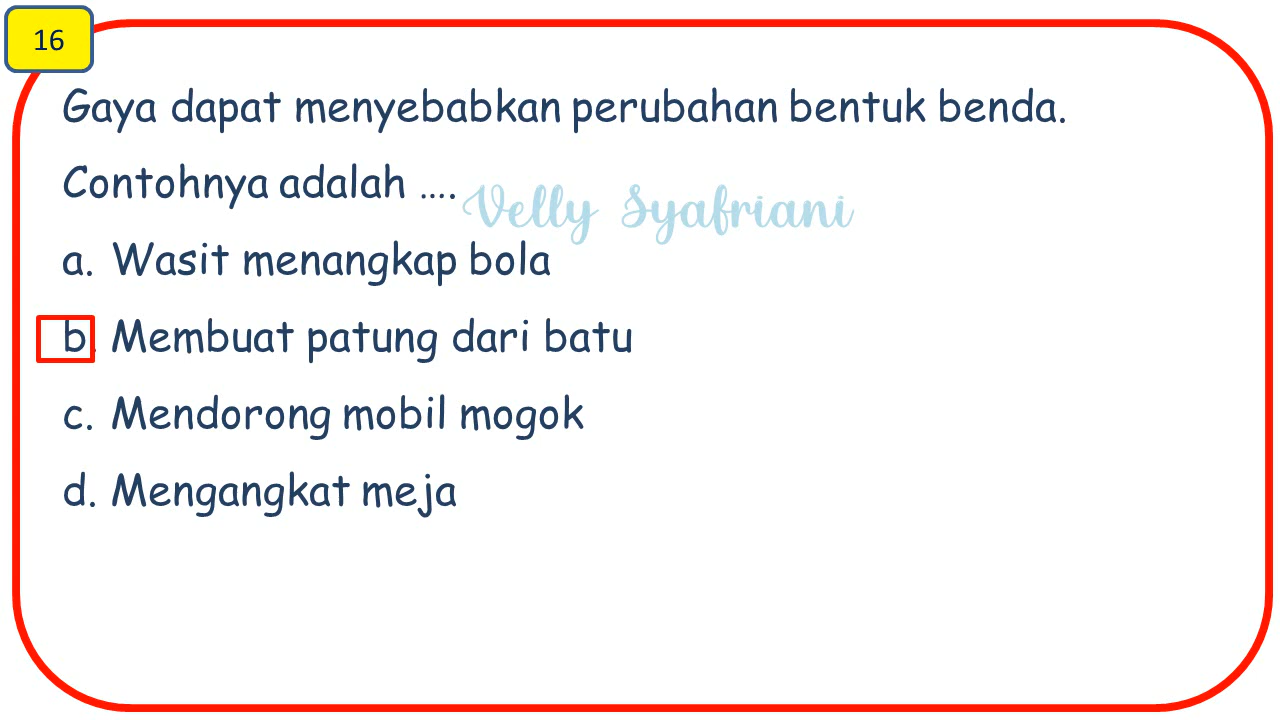 16
Gaya dapat menyebabkan perubahan bentuk benda.
Contohnya adalah ....
Velly Syafriani
a. Wasit menangkap bola
b. Membuat patung dari batu
c. Mendorong mobil mogok
d. Mengangkat meja